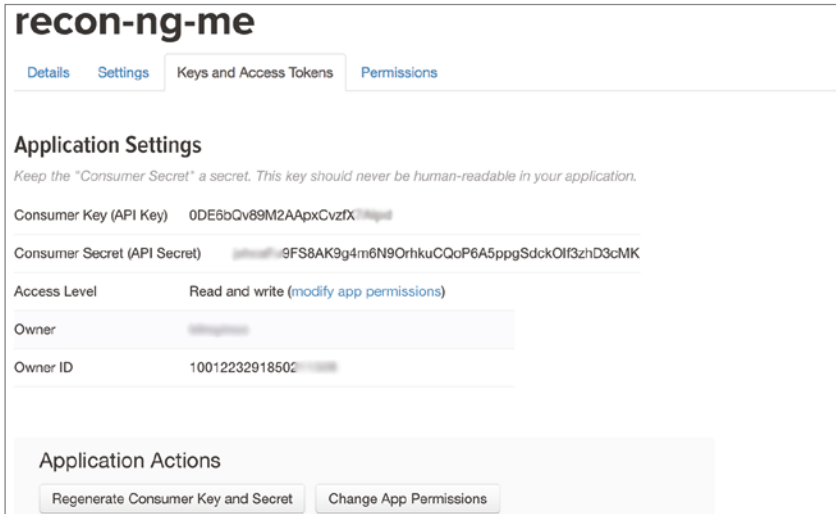 recon-ng-me
Details Settings Keys and Access Tokens Permissions
Application Settings
Keep the "Consumer Secret" a secret. This key should never be human-readable in your application.
Consumer Key (API Key) 0DE6bQv89M2AApxCvzfX
Consumer Secret (API Secret) 9FS8AK9g4m6N9OrhkuCQoP6A5ppgSdckOIf3zhD3cMK
Access Level Read and write (modify app permissions)
Owner
Owner ID 10012232918502
Application Actions
Regenerate Consumer Key and Secret Change App Permissions